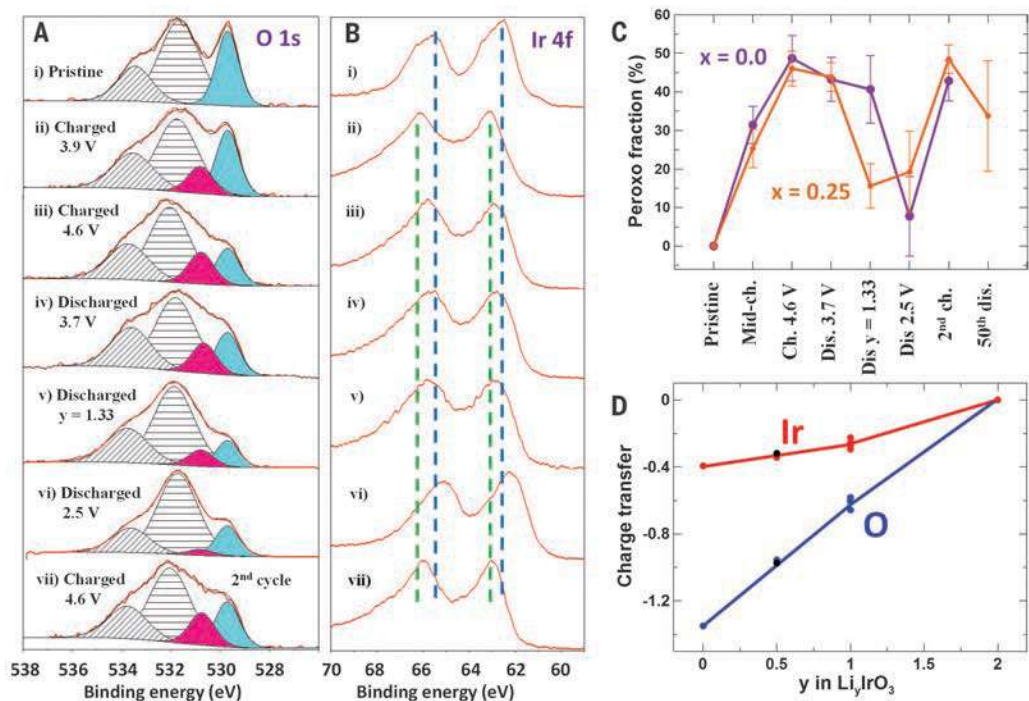 A
O 1s
i) Pristine
ii) Charged
3.9 V
iii) Charged
4.6 V
iv) Discharged
3.7 V
v) Discharged
y = 1.33
vi) Discharged
2.5 V
vii) Charged
4.6 V
2nd cycle
538 536 534 532 530 528
Binding energy (eV)
B
Ir 4f
i)
ii)
iii)
iv)
v)
vi)
vii)
70 68 66 64 62 60
Binding energy (eV)
C
Peroxo fraction (%)
60
50
40
30
20
10
0
x = 0.0
x = 0.25
Pristine
Mid-ch.
Ch. 4.6 V
Dis. 3.7 V
Dis y = 1.33
Dis 2.5 V
2nd ch.
50th dis.
D
Charge transfer
0
-0.4
-0.8
-1.2
Ir
O
0 0.5 1 1.5 2
y in LiyIrO3